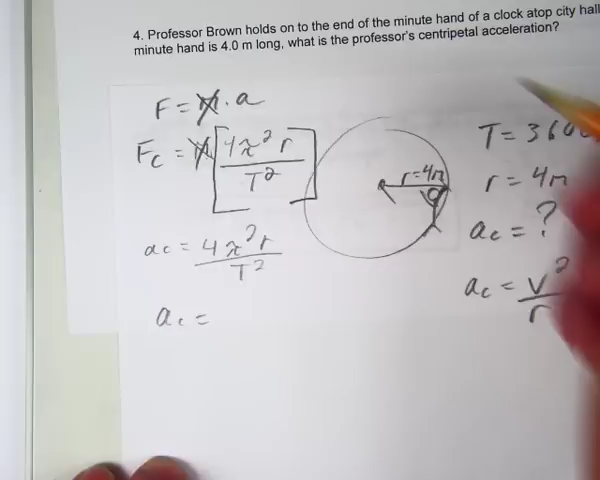 4. Professor Brown holds on to the end of the minute hand of a clock atop city hall
minute hand is 4.0 m long, what is the professor's centripetal acceleration?
F = m · a
Fc = m [4π²r / T²]
r=4m
T = 360
r = 4m
ac = ?
ac = 4π²r / T²
ac = v² / r
ac =